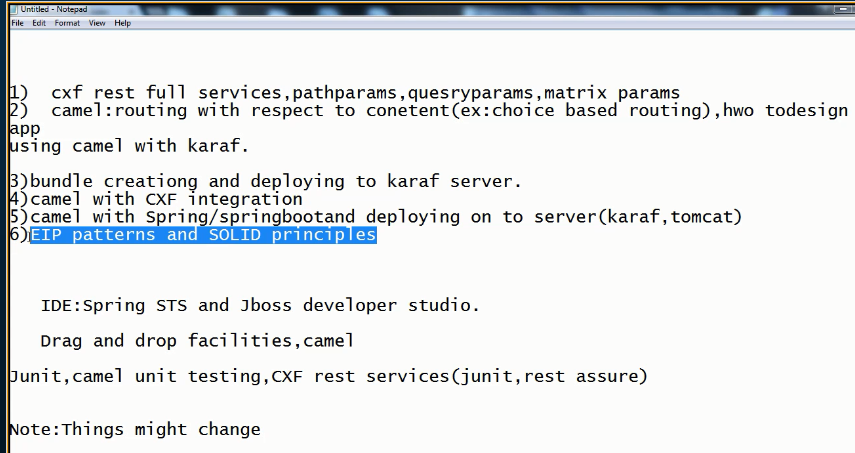 Untitled - Notepad
File Edit Format View Help
1)  cxf rest full services,pathparams,quesryparams,matrix params
2)  camel:routing with respect to conetent(ex:choice based routing),hwo todesign
app
using camel with karaf.
3)bundle creationg and deploying to karaf server.
4)camel with CXF integration
5)camel with Spring/springbootand deploying on to server(karaf,tomcat)
6)EIP patterns and SOLID principles
IDE:Spring STS and Jboss developer studio.
Drag and drop facilities,camel
Junit,camel unit testing,CXF rest services(junit,rest assure)
Note:Things might change